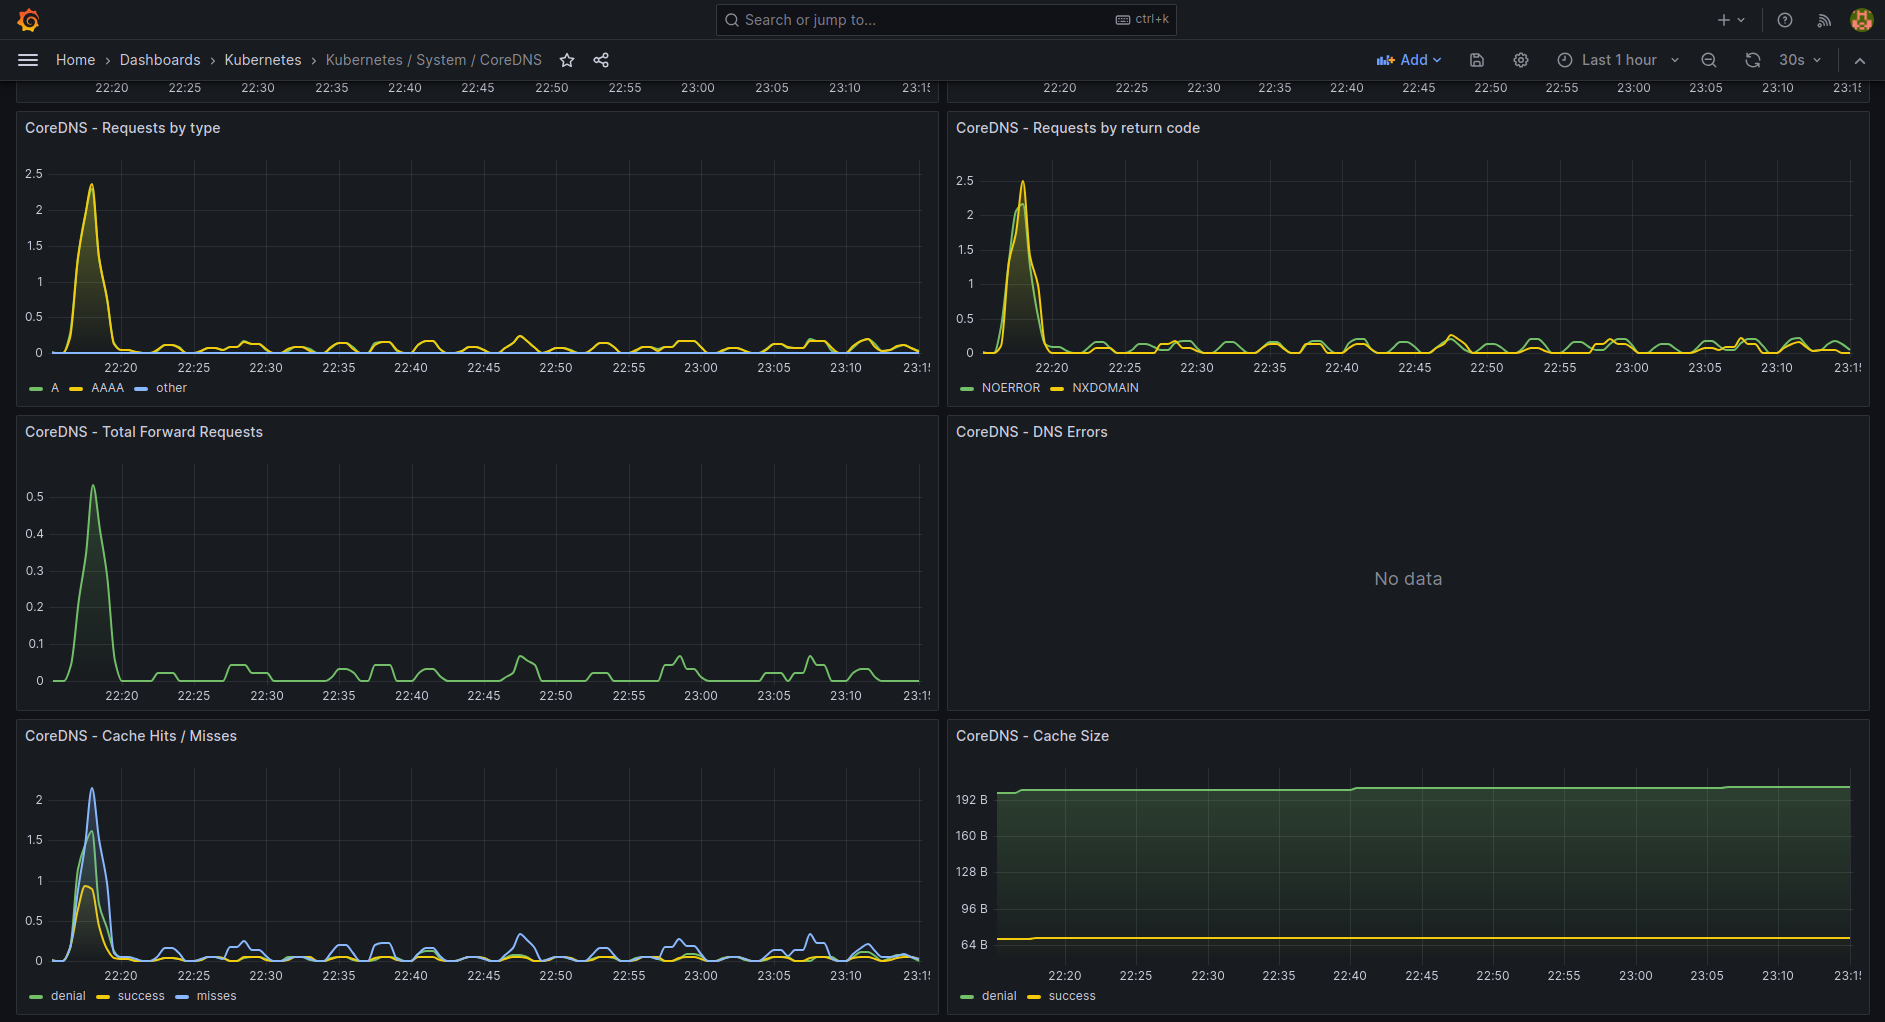 Search or jump to... ctrl+k
Home › Dashboards › Kubernetes › Kubernetes / System / CoreDNS Add Last 1 hour 30s
22:20 22:25 22:30 22:35 22:40 22:45 22:50 22:55 23:00 23:05 23:10 23:15
22:20 22:25 22:30 22:35 22:40 22:45 22:50 22:55 23:00 23:05 23:10 23:15
CoreDNS - Requests by type
2.5
2
1.5
1
0.5
0
22:20 22:25 22:30 22:35 22:40 22:45 22:50 22:55 23:00 23:05 23:10 23:15
A AAAA other
CoreDNS - Requests by return code
2.5
2
1.5
1
0.5
0
22:20 22:25 22:30 22:35 22:40 22:45 22:50 22:55 23:00 23:05 23:10 23:15
NOERROR NXDOMAIN
CoreDNS - Total Forward Requests
0.5
0.4
0.3
0.2
0.1
0
22:20 22:25 22:30 22:35 22:40 22:45 22:50 22:55 23:00 23:05 23:10 23:15
CoreDNS - DNS Errors
No data
CoreDNS - Cache Hits / Misses
2
1.5
1
0.5
0
22:20 22:25 22:30 22:35 22:40 22:45 22:50 22:55 23:00 23:05 23:10 23:15
denial success misses
CoreDNS - Cache Size
192 B
160 B
128 B
96 B
64 B
22:20 22:25 22:30 22:35 22:40 22:45 22:50 22:55 23:00 23:05 23:10 23:15
denial success